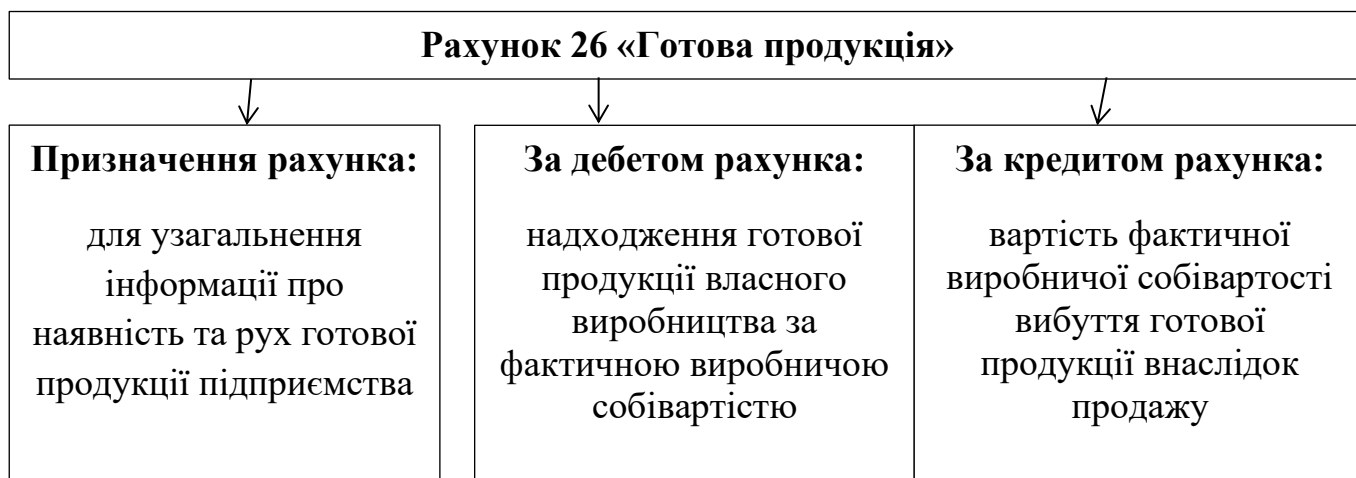 Рахунок 26 «Готова продукція»
Призначення рахунка:
для узагальнення
інформації про
наявність та рух готової
продукції підприємства
За дебетом рахунка:
надходження готової
продукції власного
виробництва за
фактичною виробничою
собівартістю
За кредитом рахунка:
вартість фактичної
виробничої собівартості
вибуття готової
продукції внаслідок
продажу